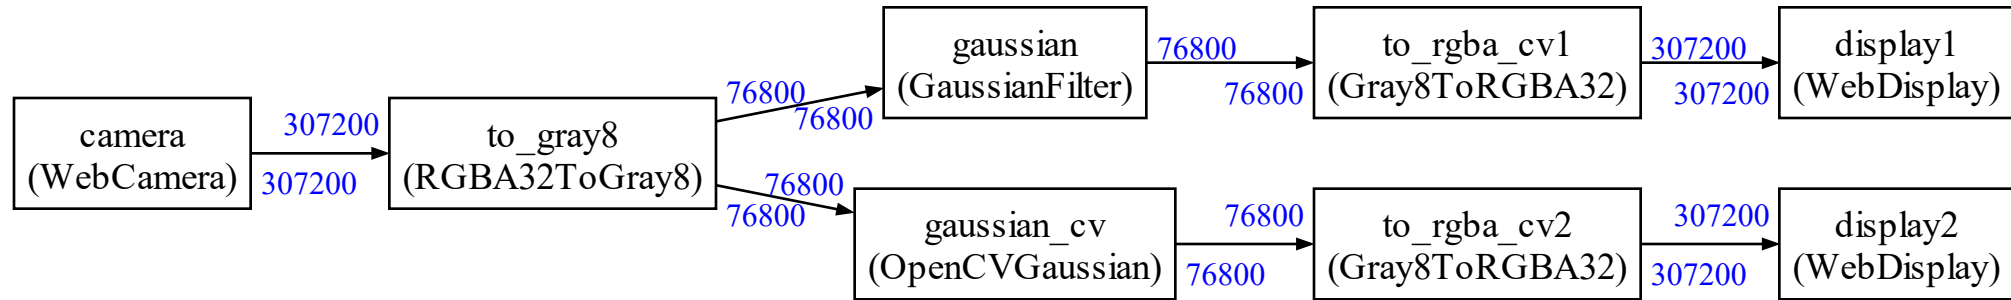 camera
(WebCamera)
307200
307200
to_gray8
(RGBA32ToGray8)
76800
76800
76800
76800
gaussian
(GaussianFilter)
76800
76800
to_rgba_cv1
(Gray8ToRGBA32)
307200
307200
display1
(WebDisplay)
gaussian_cv
(OpenCVGaussian)
76800
76800
to_rgba_cv2
(Gray8ToRGBA32)
307200
307200
display2
(WebDisplay)